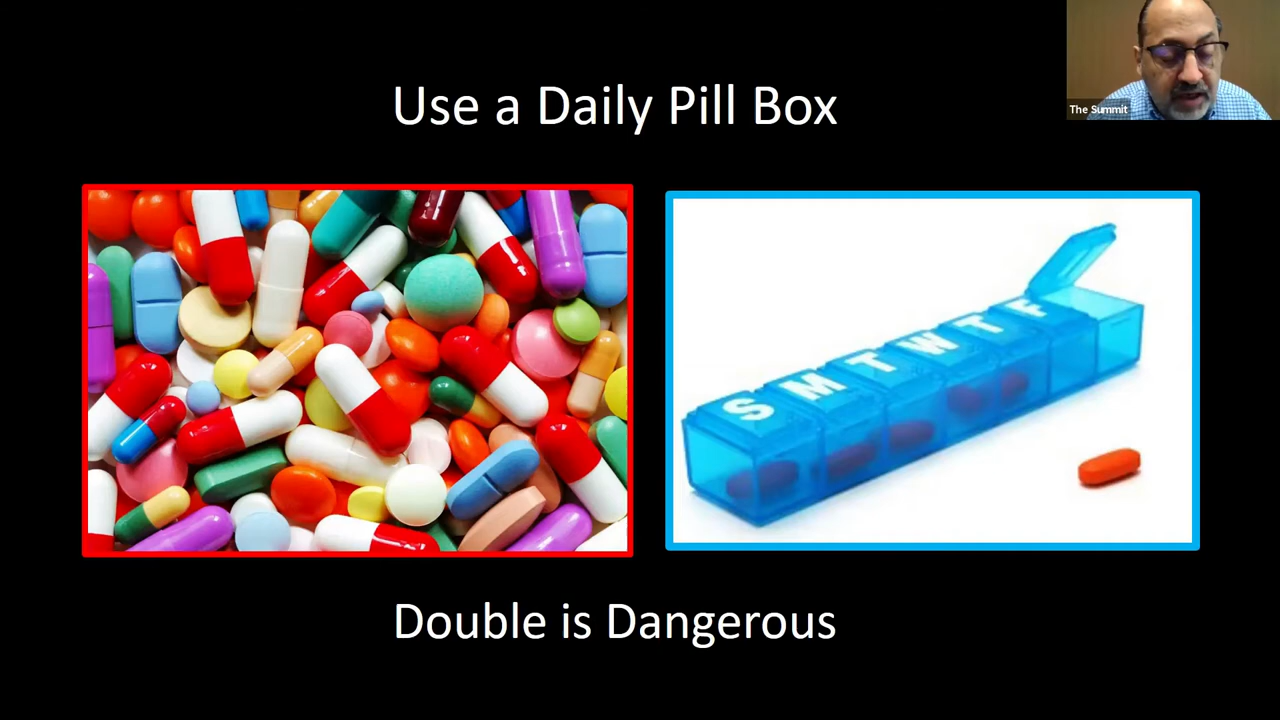 Use a Daily Pill Box
The Summit
S M T W T F
Double is Dangerous